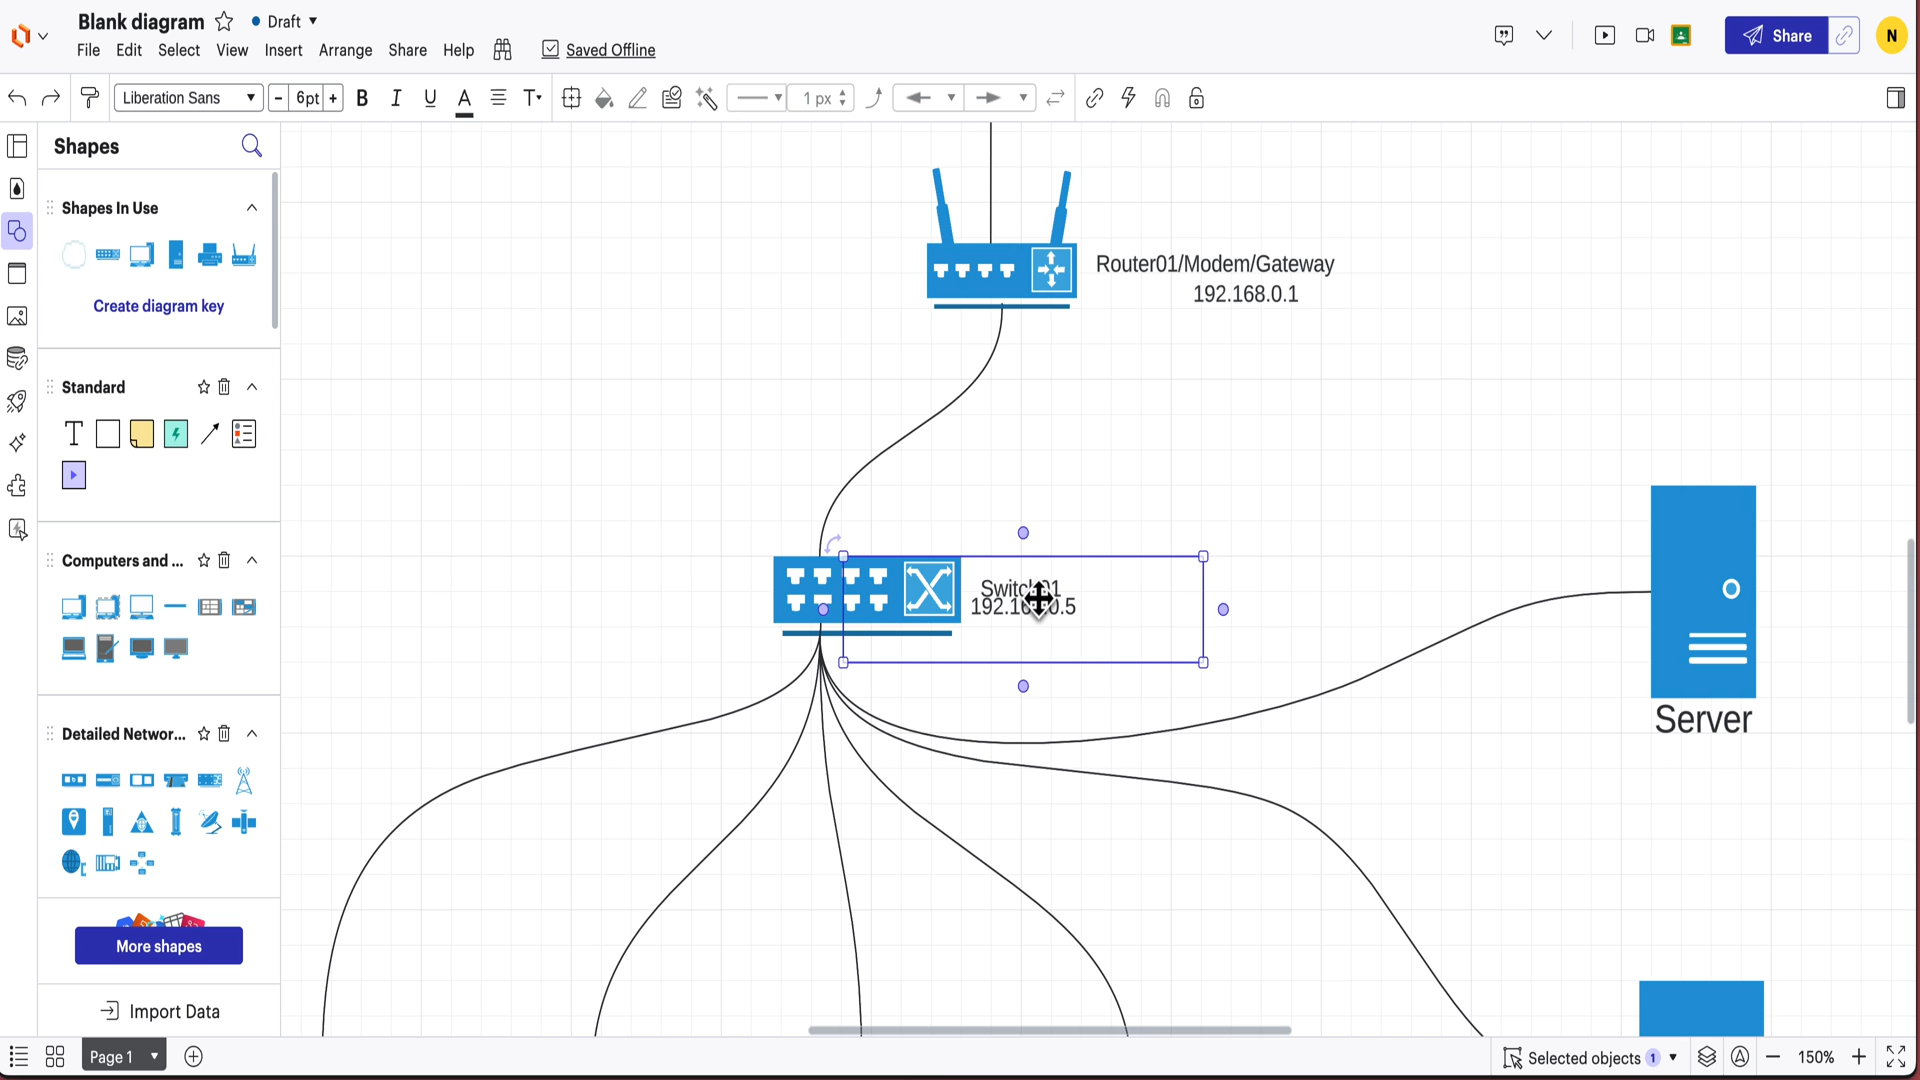 Blank diagram
Draft
File Edit Select View Insert Arrange Share Help
Saved Offline
Share
N
Liberation Sans
6pt
B I U A
1 px
Shapes
Shapes In Use
Create diagram key
Standard
T
Computers and ...
Detailed Networ...
More shapes
Import Data
Router01/Modem/Gateway
192.168.0.1
Server
Page 1
Selected objects 1
150%